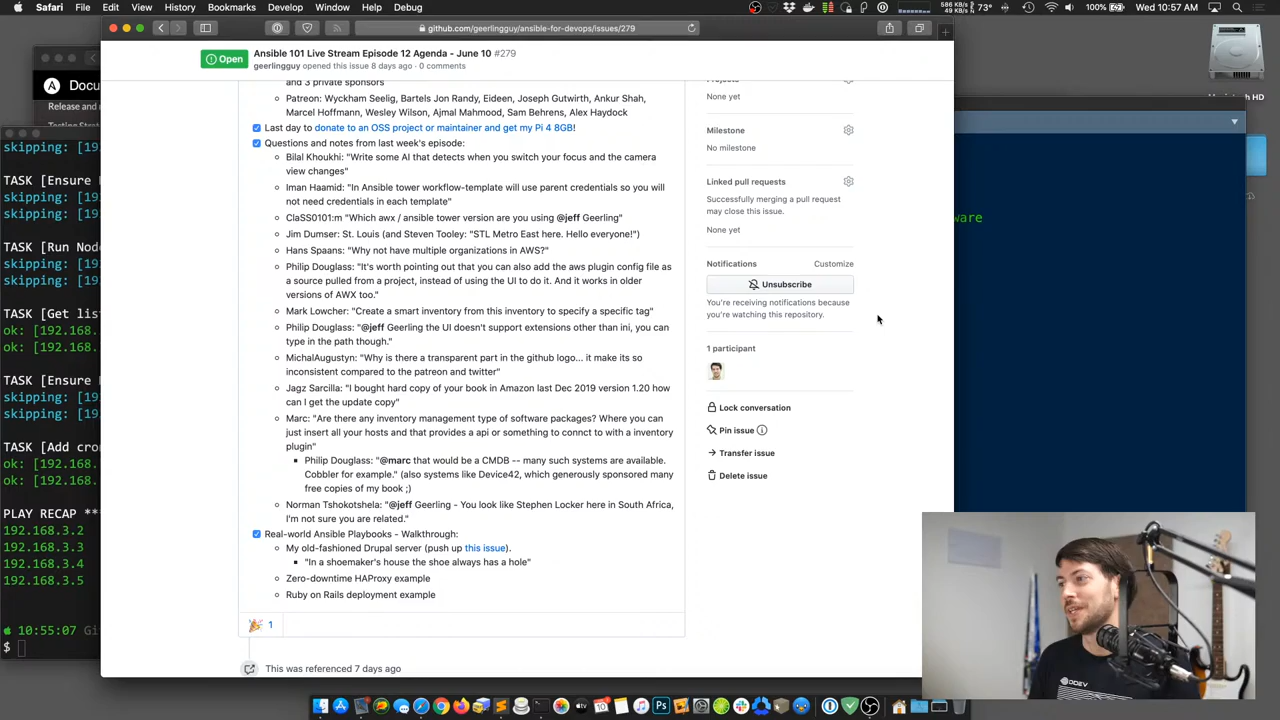 Safari File Edit View History Bookmarks Develop Window Help
566 KB/s
49 KB/s
100%
github.com/geerlingguy/ansible-for-devops/issues/279
Open
Ansible 101 Live Stream Episode 12 Agenda - June 10 #279
geerlingguy opened this issue 8 days ago · 0 comments
and 3 private sponsors
Patreon: Wyckham Seelig, Bartels Jon Randy, Eideen, Joseph Gutwirth, Ankur Shah,
Marcel Hoffmann, Wesley Wilson, Ajmal Mahmood, Sam Behrens, Alex Haydock
Last day to donate to an OSS project or maintainer and get my Pi 4 8GB!
Questions and notes from last week's episode:
Bilal Khoukhi: "Write some AI that detects when you switch your focus and the camera
view changes"
Iman Haamid: "In Ansible tower workflow-template will use parent credentials so you will
not need credentials in each template"
ClaSS0101:m "Which awx / ansible tower version are you using @jeff Geerling"
Jim Dumser: St. Louis (and Steven Tooley: "STL Metro East here. Hello everyone!")
Hans Spaans: "Why not have multiple organizations in AWS?"
Philip Douglass: "It's worth pointing out that you can also add the aws plugin config file as
a source pulled from a project, instead of using the UI to do it. And it works in older
versions of AWX too."
Mark Lowcher: "Create a smart inventory from this inventory to specify a specific tag"
Philip Douglass: "@jeff Geerling the UI doesn't support extensions other than ini, you can
type in the path though."
MichalAugustyn: "Why is there a transparent part in the github logo... it make its so
inconsistent compared to the patreon and twitter"
Jagz Sarcilla: "I bought hard copy of your book in Amazon last Dec 2019 version 1.20 how
can I get the update copy"
Marc: "Are there any inventory management type of software packages? Where you can
just insert all your hosts and that provides a api or something to connct to with a inventory
plugin"
Philip Douglass: "@marc that would be a CMDB -- many such systems are available.
Cobbler for example." (also systems like Device42, which generously sponsored many
free copies of my book ;)
Norman Tshokotshela: "@jeff Geerling - You look like Stephen Locker here in South Africa,
I'm not sure you are related."
Real-world Ansible Playbooks - Walkthrough:
My old-fashioned Drupal server (push up this issue).
"In a shoemaker's house the shoe always has a hole"
Zero-downtime HAProxy example
Ruby on Rails deployment example
1
This was referenced 7 days ago
Projects
None yet
Milestone
No milestone
Linked pull requests
Successfully merging a pull request
may close this issue.
None yet
Notifications Customize
Unsubscribe
You're receiving notifications because
you're watching this repository.
1 participant
Lock conversation
Pin issue
Transfer issue
Delete issue
Docu
Release and
skipping: [19
TASK [Ensure
skipping: [19
skipping: [19
TASK [Run Nod
skipping: [19
skipping: [19
TASK [Get lis
ok: [192.168.
ok: [192.168.
TASK [Ensure
skipping: [19
skipping: [19
TASK [Add cro
ok: [192.168.
ok: [192.168.
PLAY RECAP **
192.168.3.2
192.168.3.3
192.168.3.4
192.168.3.5
10:55:07 Gi
$
ware